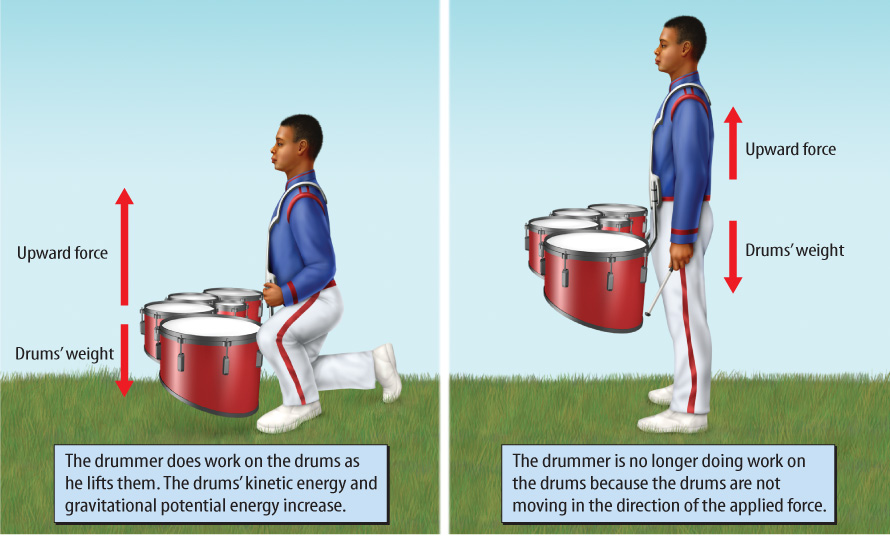 Upward force
Drums' weight
The drummer does work on the drums as
he lifts them. The drums' kinetic energy and
gravitational potential energy increase.
Upward force
Drums' weight
The drummer is no longer doing work on
the drums because the drums are not
moving in the direction of the applied force.